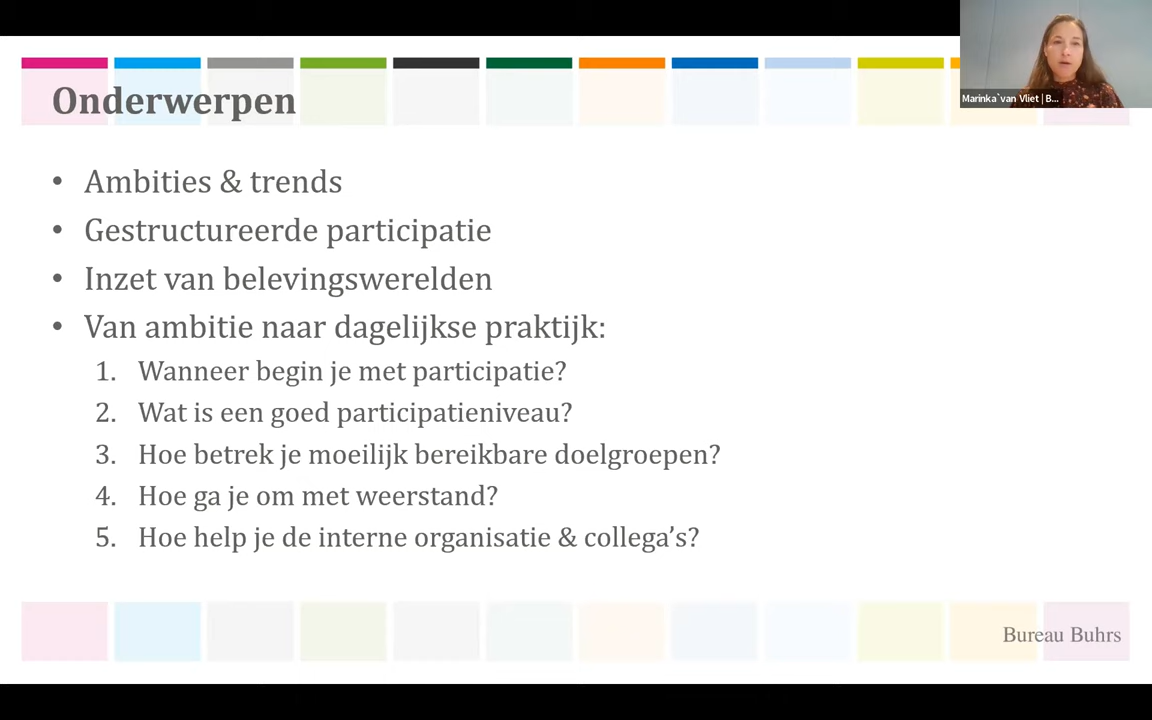 Onderwerpen
Marinka`van Vliet | B...
• Ambities & trends
• Gestructureerde participatie
• Inzet van belevingswerelden
• Van ambitie naar dagelijkse praktijk:
1. Wanneer begin je met participatie?
2. Wat is een goed participatieniveau?
3. Hoe betrek je moeilijk bereikbare doelgroepen?
4. Hoe ga je om met weerstand?
5. Hoe help je de interne organisatie & collega’s?
Bureau Buhrs